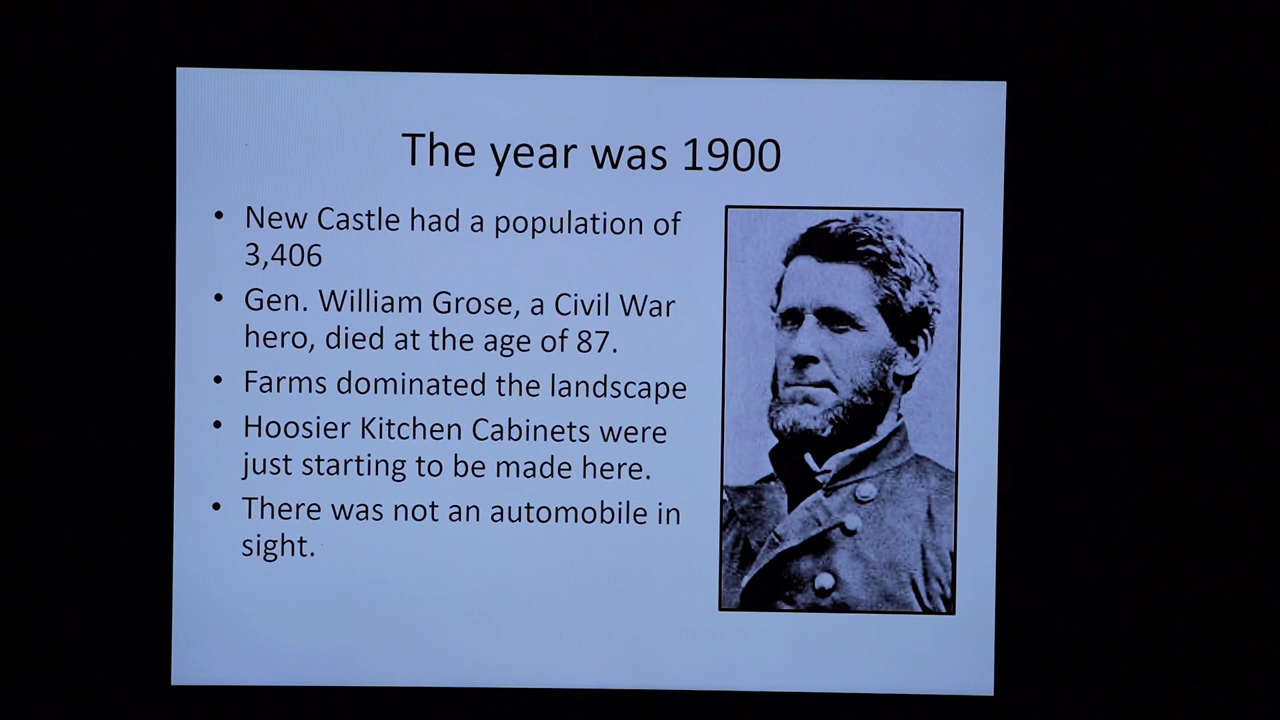 The year was 1900
• New Castle had a population of
3,406
• Gen. William Grose, a Civil War
hero, died at the age of 87.
• Farms dominated the landscape
• Hoosier Kitchen Cabinets were
just starting to be made here.
• There was not an automobile in
sight.